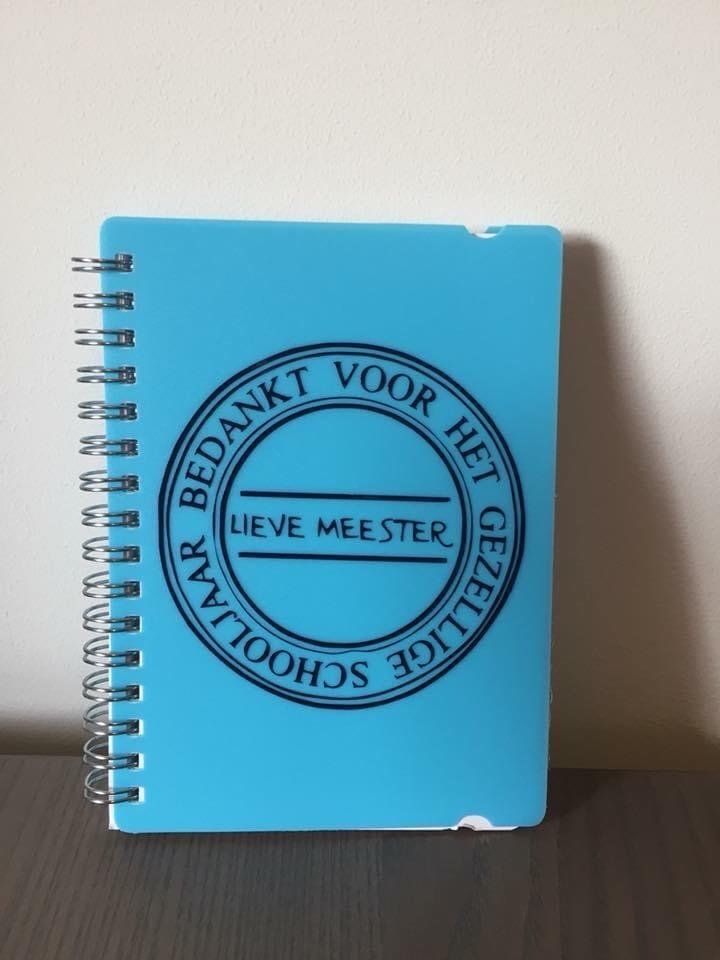 BEDANKT VOOR HET GEZELLIGE SCHOOLJAAR
LIEVE MEESTER